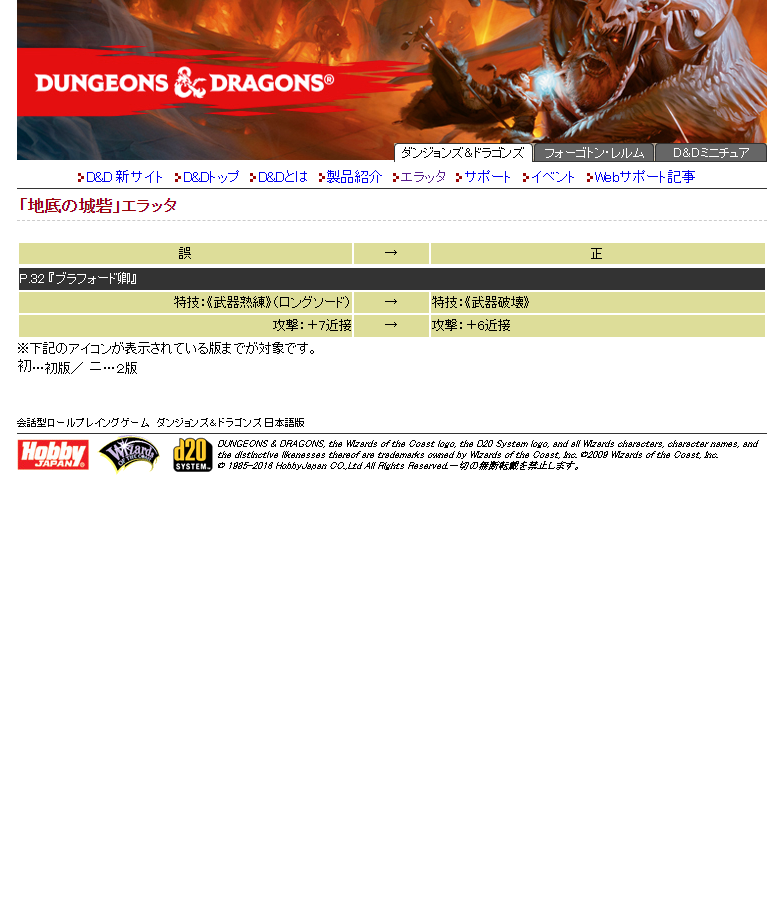 DUNGEONS & DRAGONS®
ダンジョンズ&ドラゴンズ フォーゴトン・レルム D&Dミニチュア
D&D 新サイト D&Dトップ D&Dとは 製品紹介 エラッタ サポート イベント Webサポート記事
「地底の城砦」エラッタ
誤 → 正
P.32 『ブラフォード卿』
特技：《武器熟練》（ロングソード） → 特技：《武器破壊》
攻撃：＋7近接 → 攻撃：＋6近接
※下記のアイコンが表示されている版までが対象です。
初…初版／ 二…２版
会話型ロールプレイングゲーム ダンジョンズ&ドラゴンズ 日本語版
Hobby JAPAN® Wizards OF THE COAST d20 SYSTEM™
DUNGEONS & DRAGONS, the Wizards of the Coast logo, the D20 System logo, and all Wizards characters, character names, and
the distinctive likenesses thereof are trademarks owned by Wizards of the Coast, Inc. ©2009 Wizards of the Coast, Inc.
© 1985-2016 HobbyJapan CO.,Ltd All Rights Reserved.一切の無断転載を禁止します。